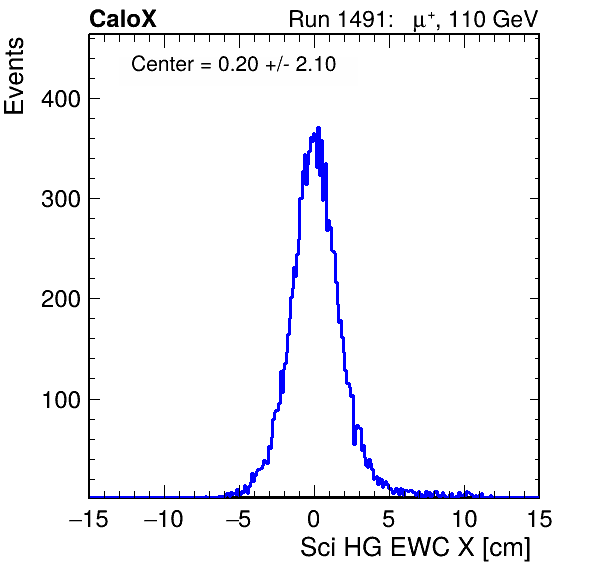 CaloX Run 1491: μ⁺, 110 GeV
Center = 0.20 +/- 2.10
Events
400
300
200
100
−15 −10 −5 0 5 10 15
Sci HG EWC X [cm]